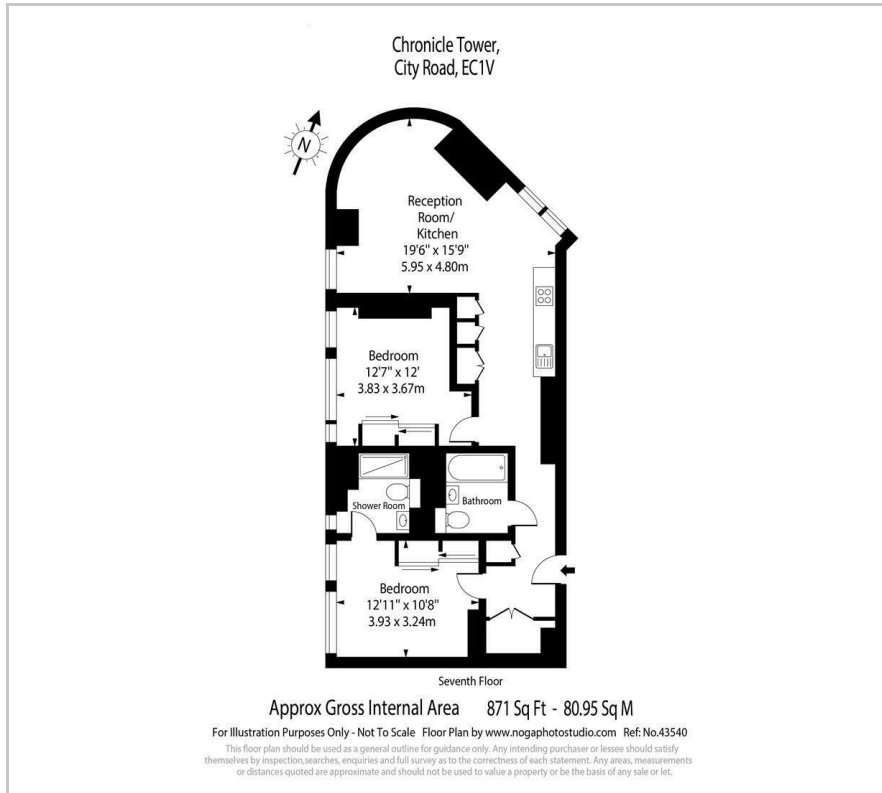 Chronicle Tower,
City Road, EC1V
N
Reception
Room/
Kitchen
19'6" x 15'9"
5.95 x 4.80m
Bedroom
12'7" x 12'
3.83 x 3.67m
Shower Room
Bathroom
Bedroom
12'11" x 10'8"
3.93 x 3.24m
Seventh Floor
Approx Gross Internal Area 871 Sq Ft - 80.95 Sq M
For Illustration Purposes Only - Not To Scale Floor Plan by www.nogaphotostudio.com Ref: No.43540
This floor plan should be used as a general outline for guidance only. Any intending purchaser or lessee should satisfy
themselves by inspection,searches, enquiries and full survey as to the correctness of each statement. Any areas, measurements
or distances quoted are approximate and should not be used to value a property or be the basis of any sale or let.